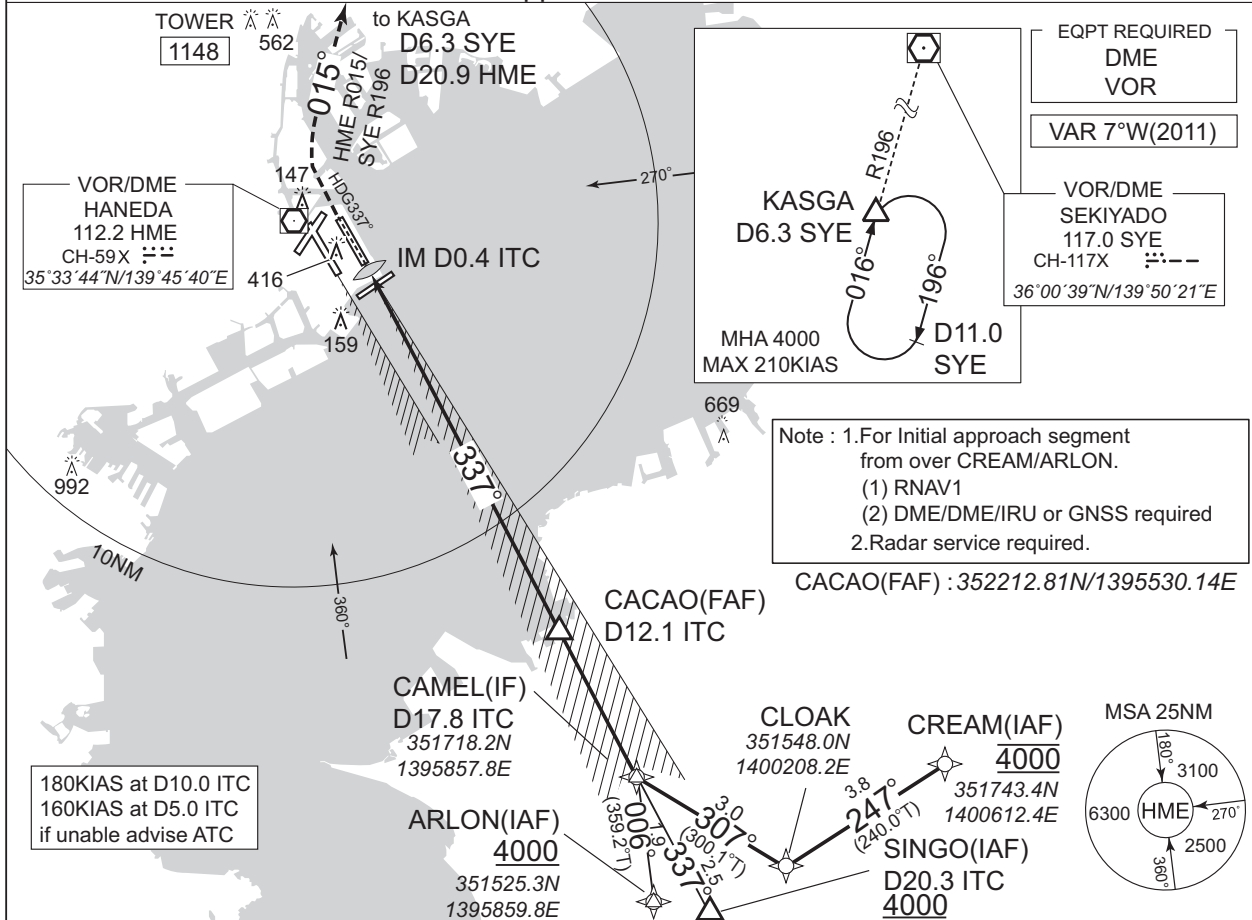 TOWER
1148
562
to KASGA
D6.3 SYE
D20.9 HME
015°
HME R015/
SYE R196
147
HDG337°
VOR/DME
HANEDA
112.2 HME
CH-59X
35°33´44˝N/139°45´40˝E
416
159
IM D0.4 ITC
270°
R196
KASGA
D6.3 SYE
016°
196°
D11.0
SYE
MHA 4000
MAX 210KIAS
EQPT REQUIRED
DME
VOR
VAR 7°W(2011)
VOR/DME
SEKIYADO
117.0 SYE
CH-117X
36°00´39˝N/139°50´21˝E
669
992
10NM
360°
337°
Note : 1.For Initial approach segment
from over CREAM/ARLON.
(1) RNAV1
(2) DME/DME/IRU or GNSS required
2.Radar service required.
CACAO(FAF) : 352212.81N/1395530.14E
CACAO(FAF)
D12.1 ITC
CAMEL(IF)
D17.8 ITC
351718.2N
1395857.8E
CLOAK
351548.0N
1400208.2E
CREAM(IAF)
4000
351743.4N
1400612.4E
3.8
247°
(240.0°T)
3.0
307°
(300.1°T)
006°
(359.2°T)
1.9
337°
2.5
180KIAS at D10.0 ITC
160KIAS at D5.0 ITC
if unable advise ATC
ARLON(IAF)
4000
351525.3N
1395859.8E
SINGO(IAF)
D20.3 ITC
4000
MSA 25NM
180°
3100
6300
HME
270°
2500
360°